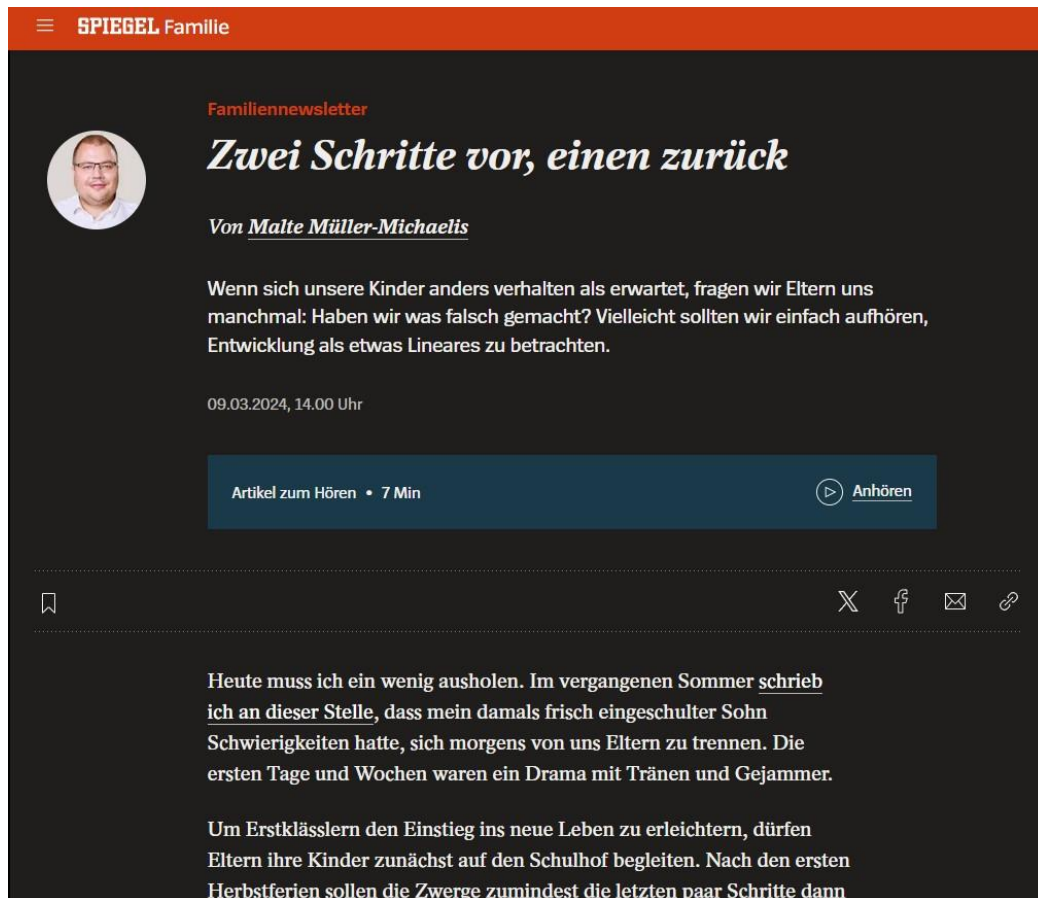 SPIEGEL Familie
Familiennewsletter
Zwei Schritte vor, einen zurück
Von Malte Müller-Michaelis
Wenn sich unsere Kinder anders verhalten als erwartet, fragen wir Eltern uns
manchmal: Haben wir was falsch gemacht? Vielleicht sollten wir einfach aufhören,
Entwicklung als etwas Lineares zu betrachten.
09.03.2024, 14.00 Uhr
Artikel zum Hören • 7 Min
Anhören
Heute muss ich ein wenig ausholen. Im vergangenen Sommer schrieb
ich an dieser Stelle, dass mein damals frisch eingeschulter Sohn
Schwierigkeiten hatte, sich morgens von uns Eltern zu trennen. Die
ersten Tage und Wochen waren ein Drama mit Tränen und Gejammer.
Um Erstklässlern den Einstieg ins neue Leben zu erleichtern, dürfen
Eltern ihre Kinder zunächst auf den Schulhof begleiten. Nach den ersten
Herbstferien sollen die Zwerge zumindest die letzten paar Schritte dann